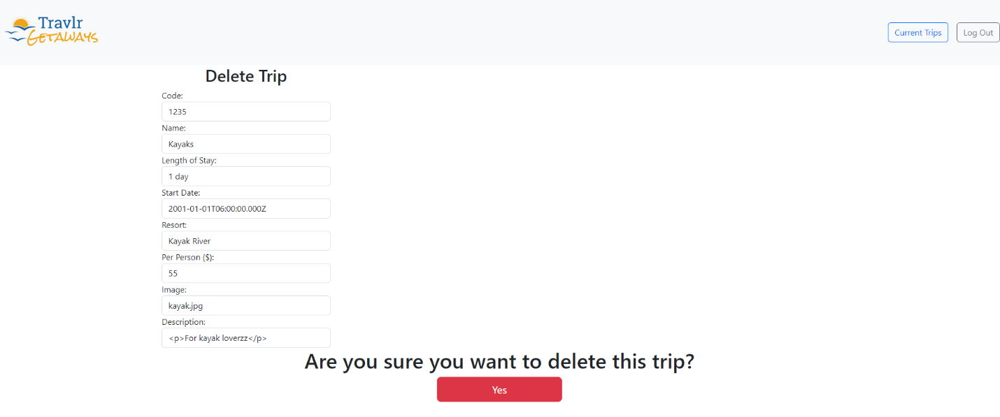 Travlr
GETAWAYS
Current Trips
Log Out
Delete Trip
Code:
1235
Name:
Kayaks
Length of Stay:
1 day
Start Date:
2001-01-01T06:00:00.000Z
Resort:
Kayak River
Per Person ($):
55
Image:
kayak.jpg
Description:
<p>For kayak loverzz</p>
Are you sure you want to delete this trip?
Yes